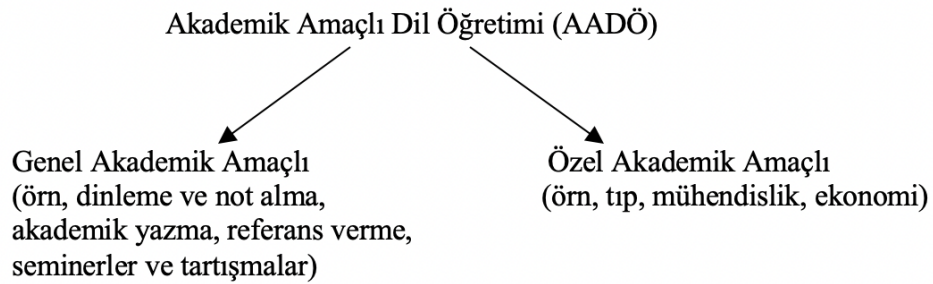 Akademik Amaçlı Dil Öğretimi (AADÖ)
Genel Akademik Amaçlı
(örn, dinleme ve not alma,
akademik yazma, referans verme,
seminerler ve tartışmalar)
Özel Akademik Amaçlı
(örn, tıp, mühendislik, ekonomi)